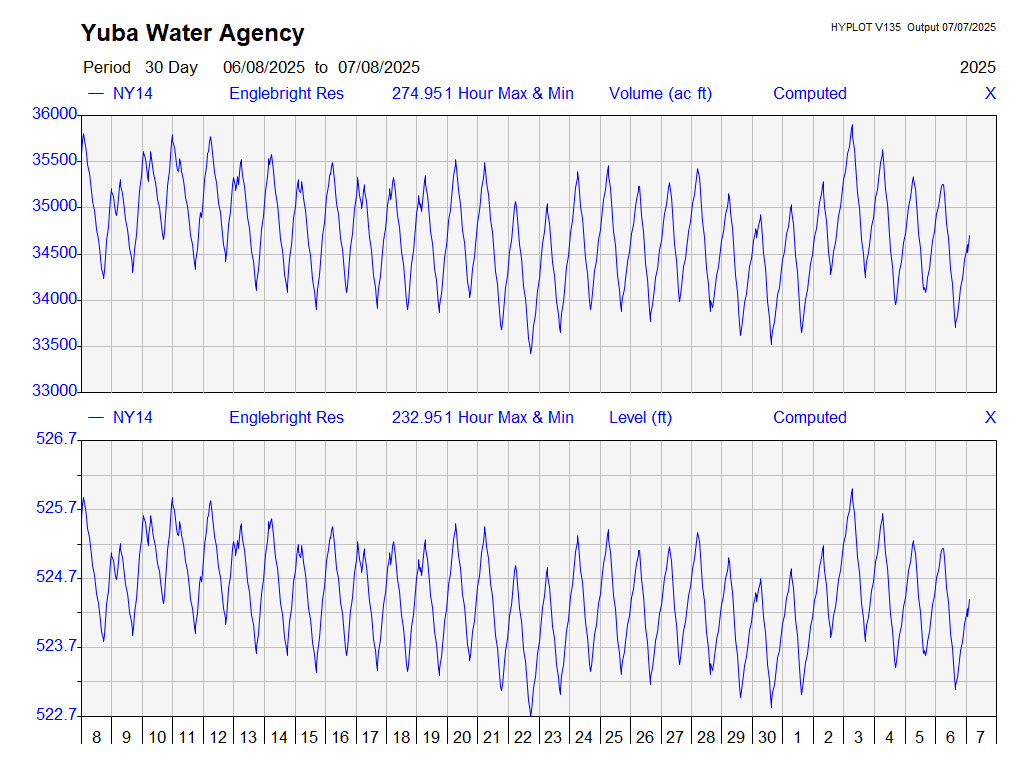 Yuba Water Agency
HYPLOT V135 Output 07/07/2025
Period 30 Day 06/08/2025 to 07/08/2025 2025
NY14 Englebright Res 274.951 Hour Max & Min Volume (ac ft) Computed X
36000
35500
35000
34500
34000
33500
33000
NY14 Englebright Res 232.951 Hour Max & Min Level (ft) Computed X
526.7
525.7
524.7
523.7
522.7
8 9 10 11 12 13 14 15 16 17 18 19 20 21 22 23 24 25 26 27 28 29 30 1 2 3 4 5 6 7